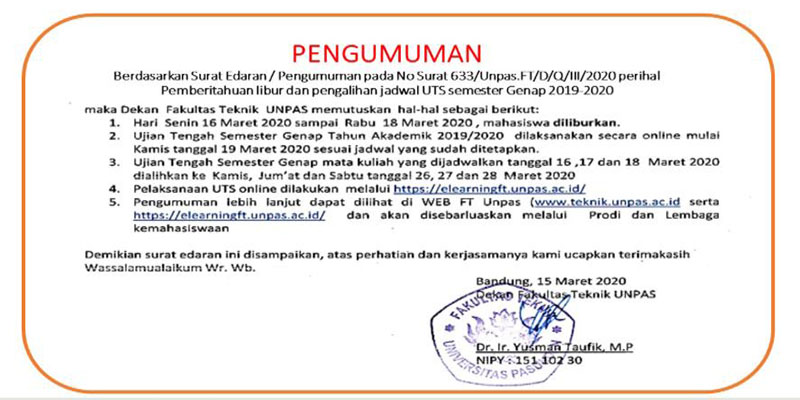 PENGUMUMAN
Berdasarkan Surat Edaran / Pengumuman pada No Surat 633/Unpas.FT/D/Q/III/2020 perihal
Pemberitahuan libur dan pengalihan jadwal UTS semester Genap 2019-2020
maka Dekan Fakultas Teknik UNPAS memutuskan hal-hal sebagai berikut:
1. Hari Senin 16 Maret 2020 sampai Rabu 18 Maret 2020 , mahasiswa diliburkan.
2. Ujian Tengah Semester Genap Tahun Akademik 2019/2020 dilaksanakan secara online mulai
Kamis tanggal 19 Maret 2020 sesuai jadwal yang sudah ditetapkan.
3. Ujian Tengah Semester Genap mata kuliah yang dijadwalkan tanggal 16 ,17 dan 18 Maret 2020
dialihkan ke Kamis, Jum'at dan Sabtu tanggal 26, 27 dan 28 Maret 2020
4. Pelaksanaan UTS online dilakukan melalui https://elearningft.unpas.ac.id/
5. Pengumuman lebih lanjut dapat dilihat di WEB FT Unpas (www.teknik.unpas.ac.id serta
https://elearningft.unpas.ac.id/ dan akan disebarluaskan melalui Prodi dan Lembaga
kemahasiswaan
Demikian surat edaran ini disampaikan, atas perhatian dan kerjasamanya kami ucapkan terimakasih
Wassalamualaikum Wr. Wb.
Bandung, 15 Maret 2020
Dekan Fakultas Teknik UNPAS
FAKULTAS TEKNIK
UNIVERSITAS PASUNDAN
Dr. Ir. Yusman Taufik, M.P
NIPY : 151 102 30